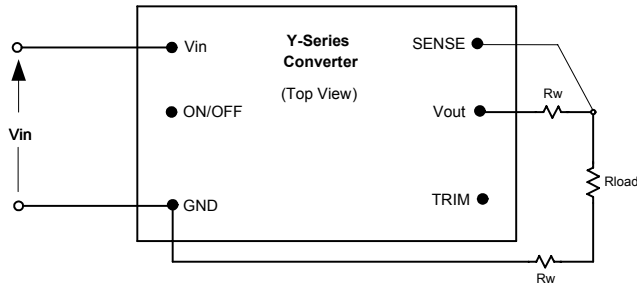 Y-Series
Converter
(Top View)
Vin
SENSE
ON/OFF
Vout
Rw
Vin
Rload
GND
TRIM
Rw